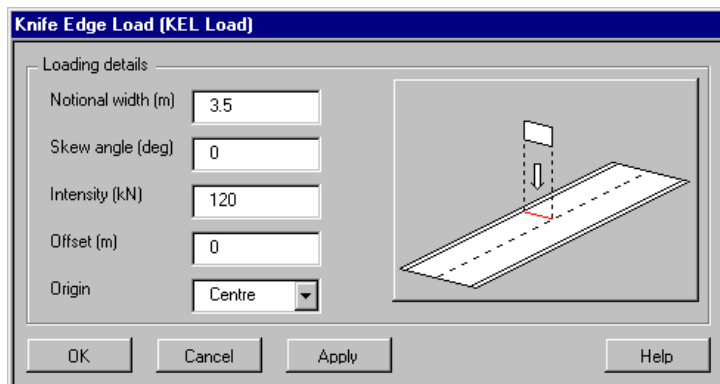 Knife Edge Load (KEL Load)
Loading details
Notional width (m) 3.5
Skew angle (deg) 0
Intensity (kN) 120
Offset (m) 0
Origin Centre
OK Cancel Apply Help